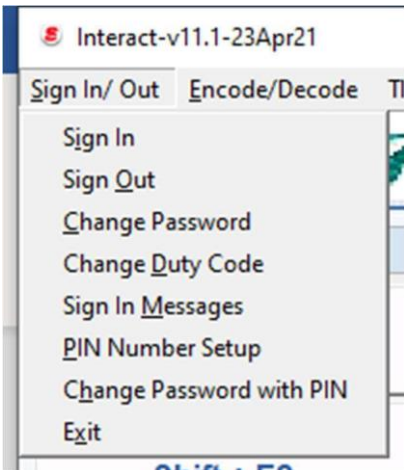 Interact-v11.1-23Apr21
Sign In/ Out Encode/Decode
Sign In
Sign Out
Change Password
Change Duty Code
Sign In Messages
PIN Number Setup
Change Password with PIN
Exit